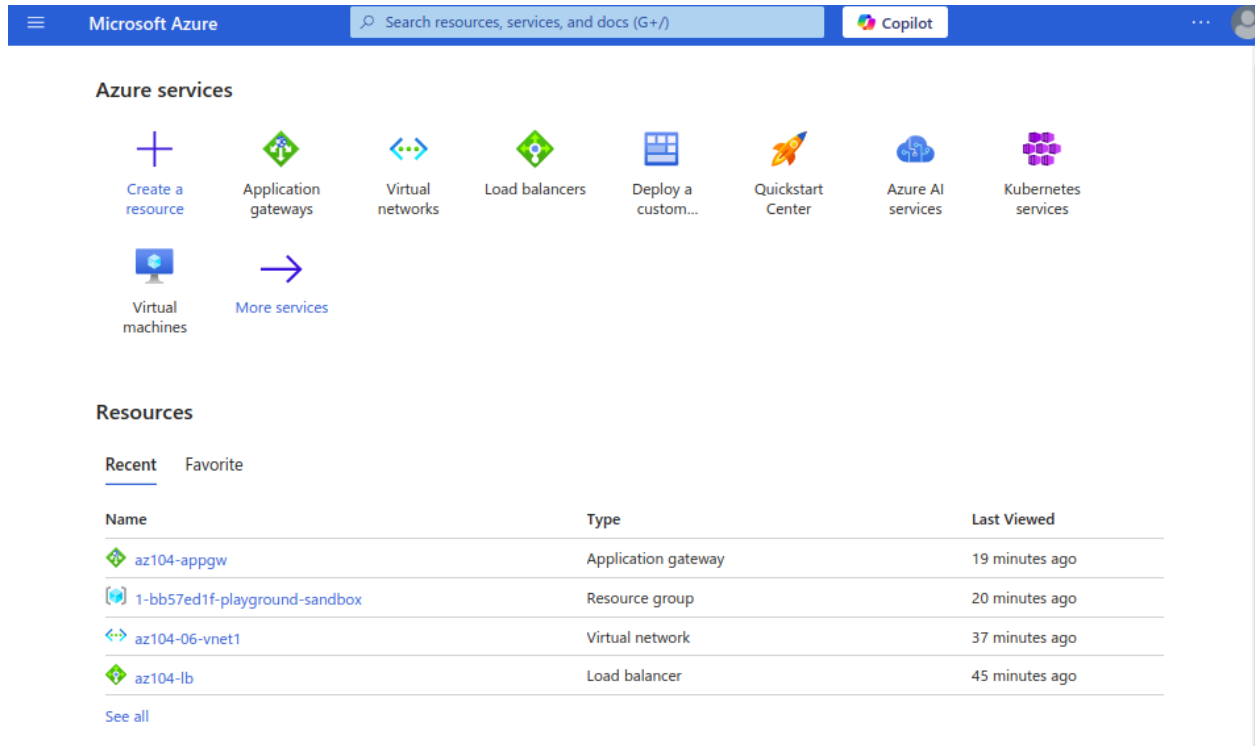 Microsoft Azure
Search resources, services, and docs (G+/)
Copilot
...
Azure services
Create a resource
Application gateways
Virtual networks
Load balancers
Deploy a custom...
Quickstart Center
Azure AI services
Kubernetes services
Virtual machines
More services
Resources
Recent Favorite
Name Type Last Viewed
az104-appgw Application gateway 19 minutes ago
1-bb57ed1f-playground-sandbox Resource group 20 minutes ago
az104-06-vnet1 Virtual network 37 minutes ago
az104-lb Load balancer 45 minutes ago
See all